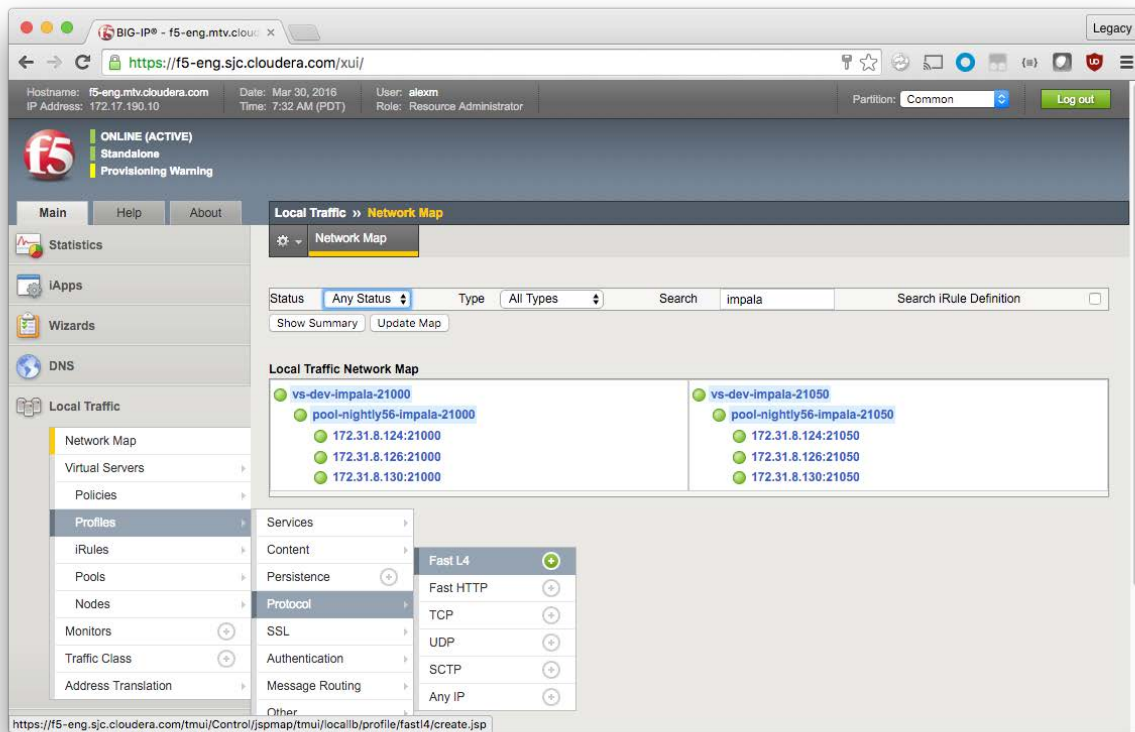 BIG-IP® - f5-eng.mtv.clou
Legacy
https://f5-eng.sjc.cloudera.com/xui/
Hostname: f5-eng.mtv.cloudera.com Date: Mar 30, 2016 User: alexm
IP Address: 172.17.190.10 Time: 7:32 AM (PDT) Role: Resource Administrator
Partition: Common Log out
f5
ONLINE (ACTIVE)
Standalone
Provisioning Warning
Main Help About
Local Traffic » Network Map
Network Map
Statistics
iApps
Wizards
DNS
Local Traffic
Status Any Status Type All Types Search impala Search iRule Definition
Show Summary Update Map
Local Traffic Network Map
vs-dev-impala-21000
pool-nightly56-impala-21000
172.31.8.124:21000
172.31.8.126:21000
172.31.8.130:21000
vs-dev-impala-21050
pool-nightly56-impala-21050
172.31.8.124:21050
172.31.8.126:21050
172.31.8.130:21050
Network Map
Virtual Servers
Policies
Profiles
iRules
Pools
Nodes
Monitors
Traffic Class
Address Translation
Services
Content
Persistence
Protocol
SSL
Authentication
Message Routing
Other
Fast L4
Fast HTTP
TCP
UDP
SCTP
Any IP
https://f5-eng.sjc.cloudera.com/tmui/Control/jspmap/tmui/locallb/profile/fastl4/create.jsp